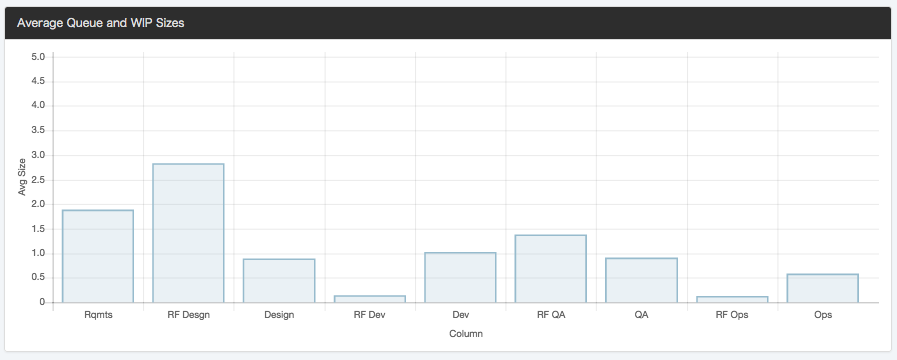 Average Queue and WIP Sizes
5.0
4.5
4.0
3.5
3.0
2.5
2.0
1.5
1.0
0.5
0
Avg Size
Rqmts RF Desgn Design RF Dev Dev RF QA QA RF Ops Ops
Column